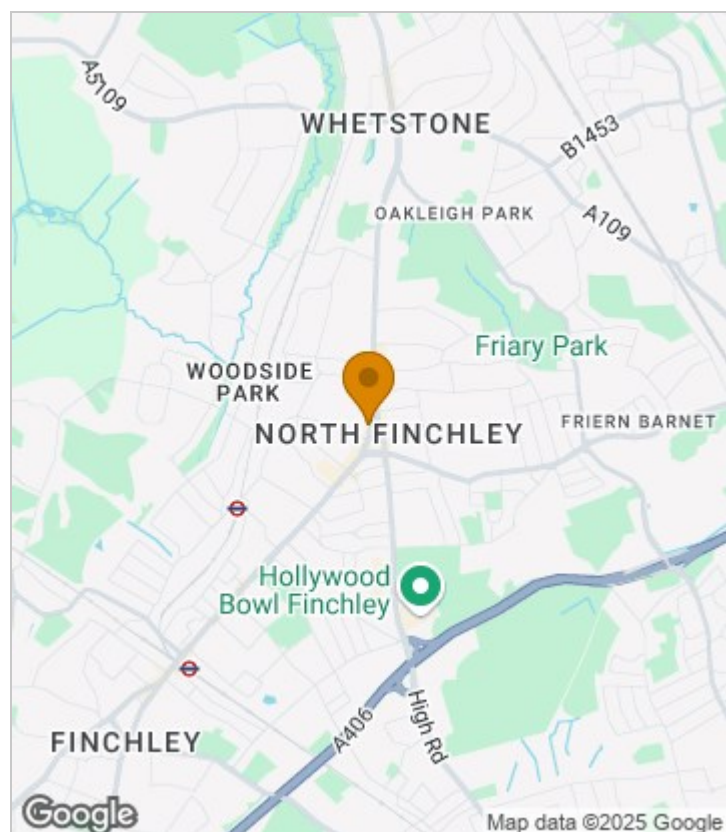 A5109
WHETSTONE
B1453
OAKLEIGH PARK
A109
Friary Park
WOODSIDE
PARK
NORTH FINCHLEY
FRIERN BARNET
Hollywood
Bowl Finchley
FINCHLEY
A406
High Rd
Google
Map data ©2025 Google